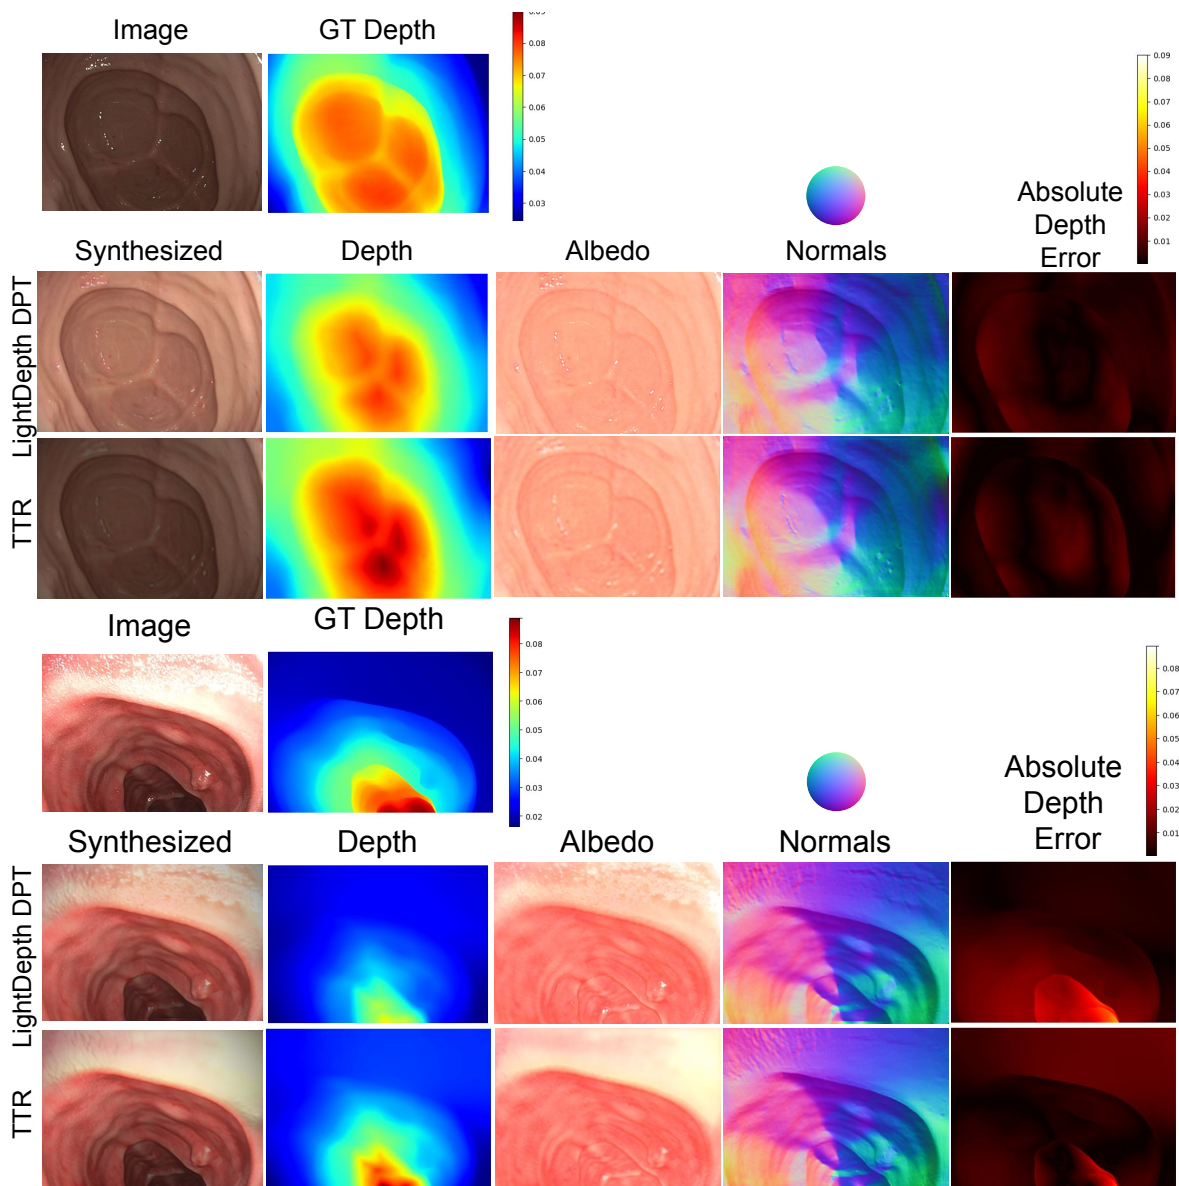 Image
GT Depth
0.08
0.07
0.06
0.05
0.04
0.03
0.09
0.08
0.07
0.06
0.05
0.04
0.03
0.02
0.01
Absolute
Depth
Error
Synthesized
Depth
Albedo
Normals
LightDepth DPT
TTR
Image
GT Depth
0.08
0.07
0.06
0.05
0.04
0.03
0.02
0.08
0.07
0.06
0.05
0.04
0.03
0.02
0.01
Absolute
Depth
Error
Synthesized
Depth
Albedo
Normals
LightDepth DPT
TTR